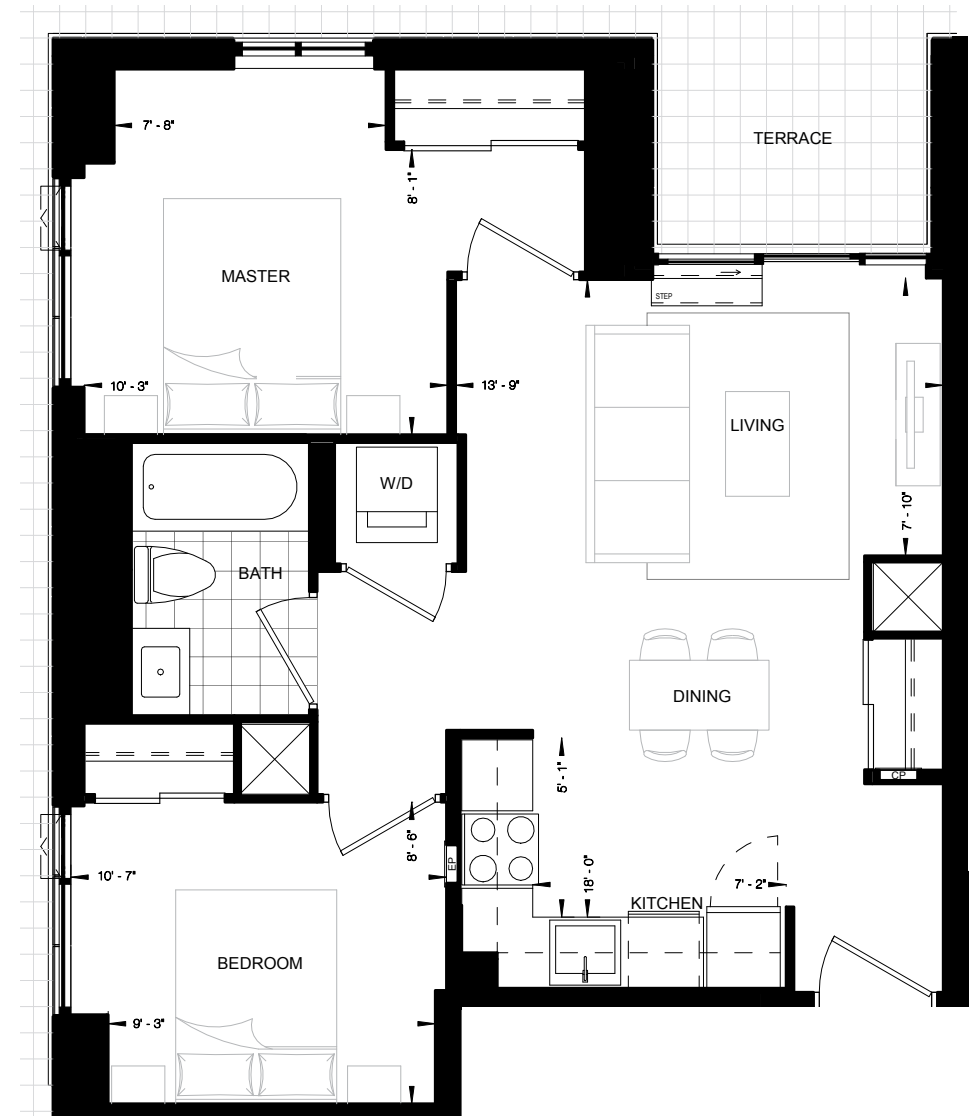 7' - 8"
TERRACE
8' - 1"
MASTER
STEP
10' - 3"
13' - 9"
LIVING
W/D
7' - 10"
BATH
DINING
5' - 1"
CP
8' - 6"
EP
10' - 7"
18' - 0"
7' - 2"
KITCHEN
BEDROOM
9' - 3"